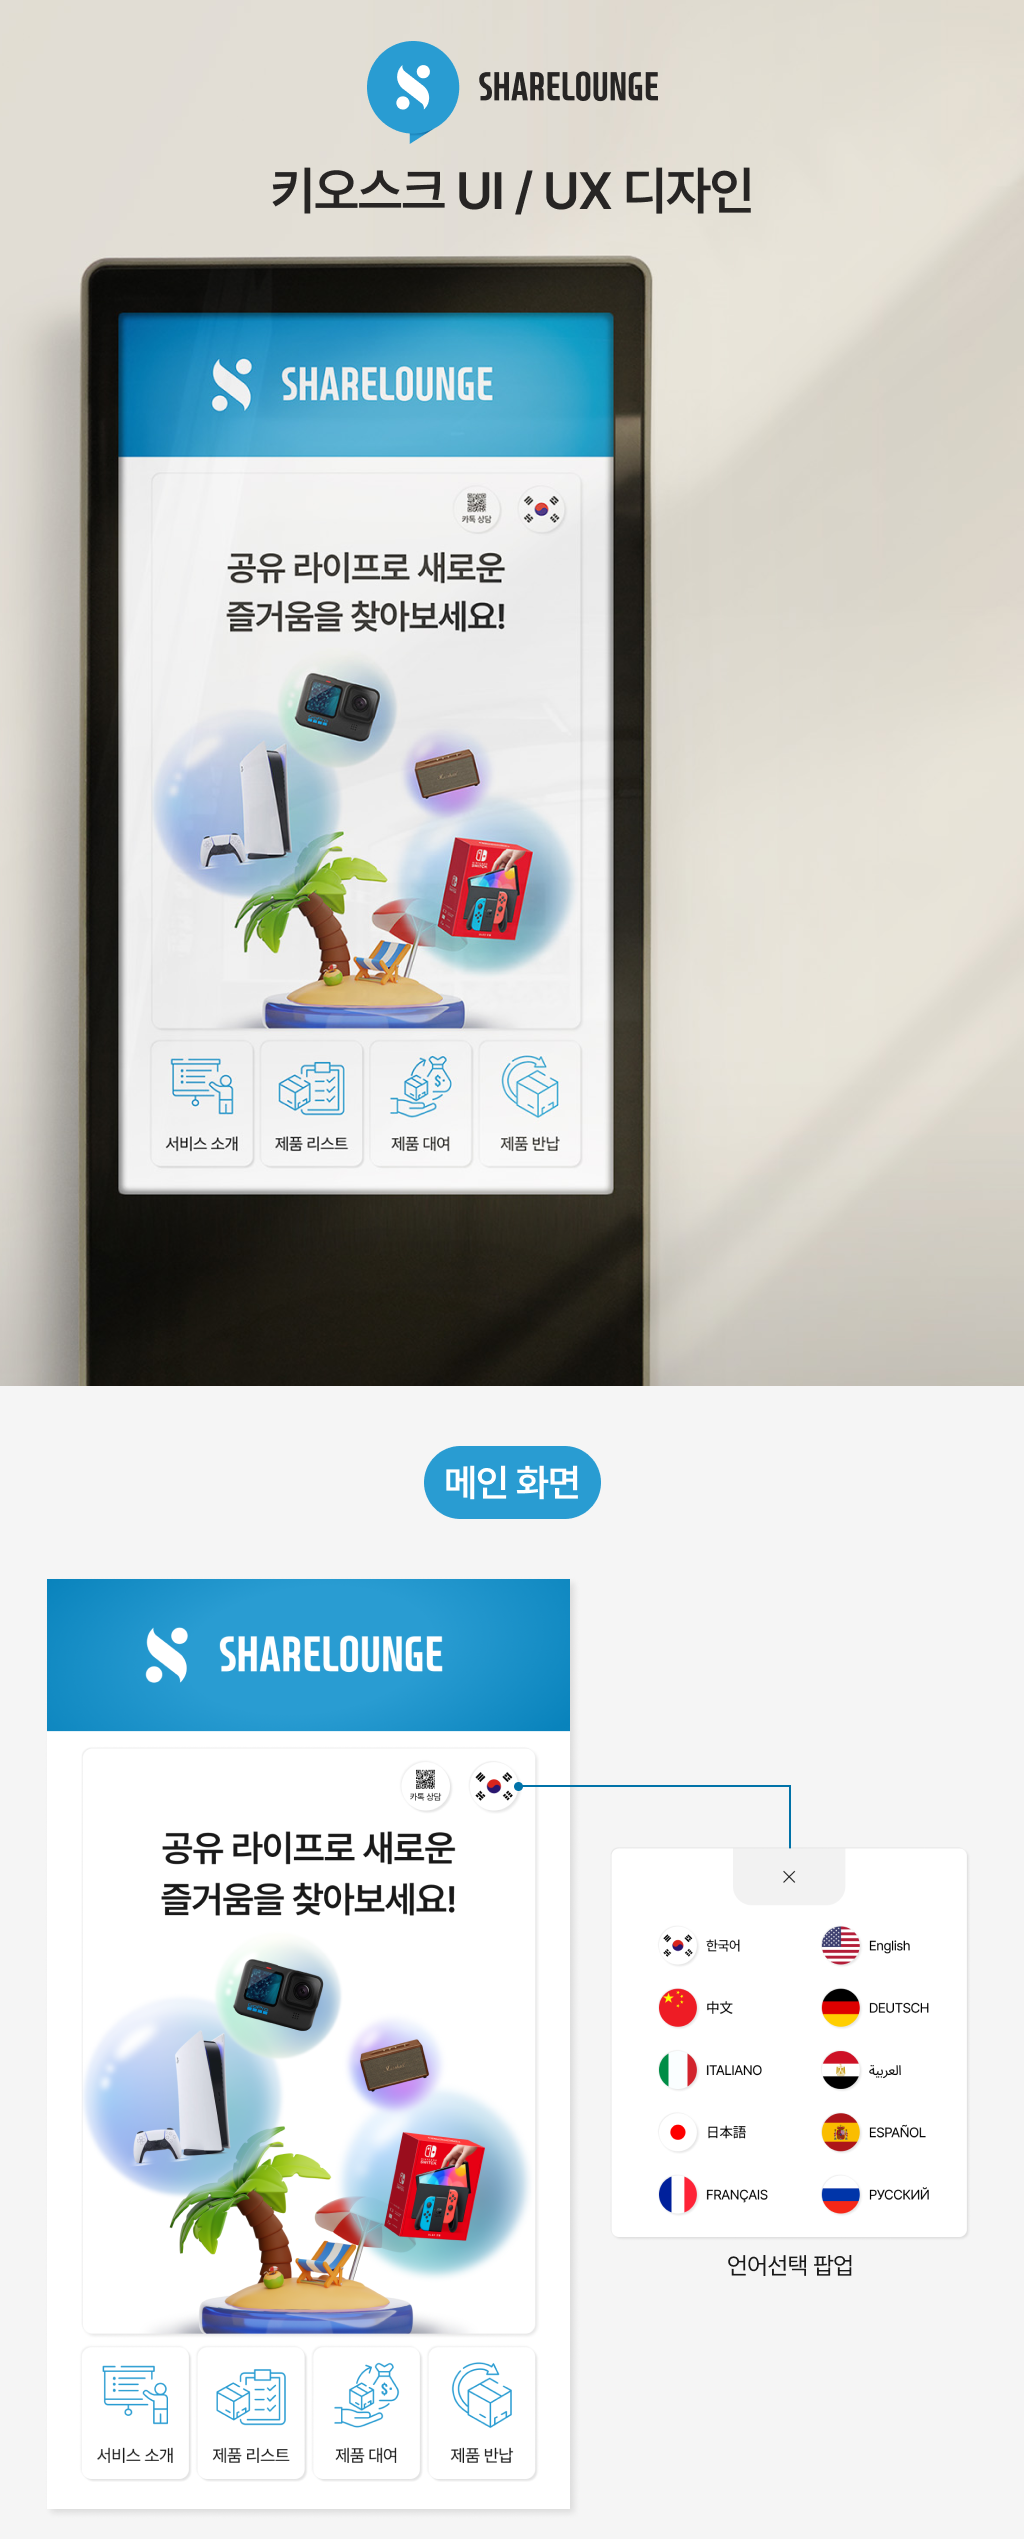 SHARELOUNGE
키오스크 UI / UX 디자인
SHARELOUNGE
카톡 상담
공유 라이프로 새로운
즐거움을 찾아보세요!
서비스 소개
제품 리스트
제품 대여
제품 반납
메인 화면
SHARELOUNGE
카톡 상담
공유 라이프로 새로운
즐거움을 찾아보세요!
서비스 소개
제품 리스트
제품 대여
제품 반납
한국어
English
中文
DEUTSCH
ITALIANO
العربية
日本語
ESPAÑOL
FRANÇAIS
РУССКИЙ
언어선택 팝업